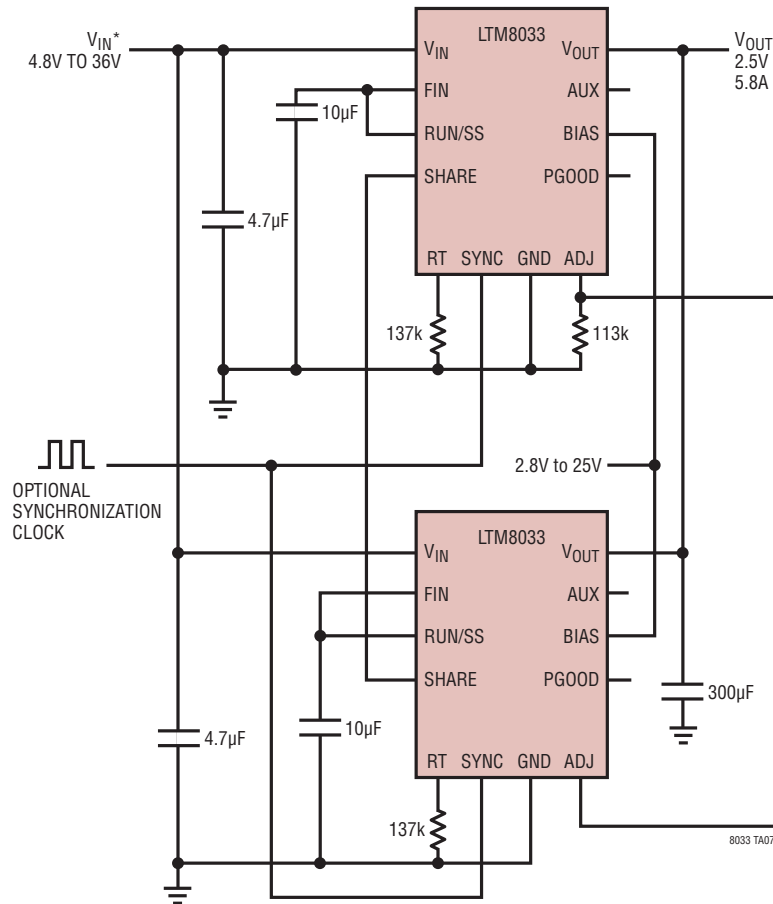 VIN*
4.8V TO 36V
VIN
LTM8033
VOUT
VOUT
2.5V
5.8A
FIN
AUX
10µF
RUN/SS
BIAS
SHARE
PGOOD
4.7µF
RT SYNC GND ADJ
137k
113k
2.8V to 25V
OPTIONAL
SYNCHRONIZATION
CLOCK
VIN
LTM8033
VOUT
FIN
AUX
RUN/SS
BIAS
SHARE
PGOOD
300µF
4.7µF
10µF
RT SYNC GND ADJ
137k
8033 TA07